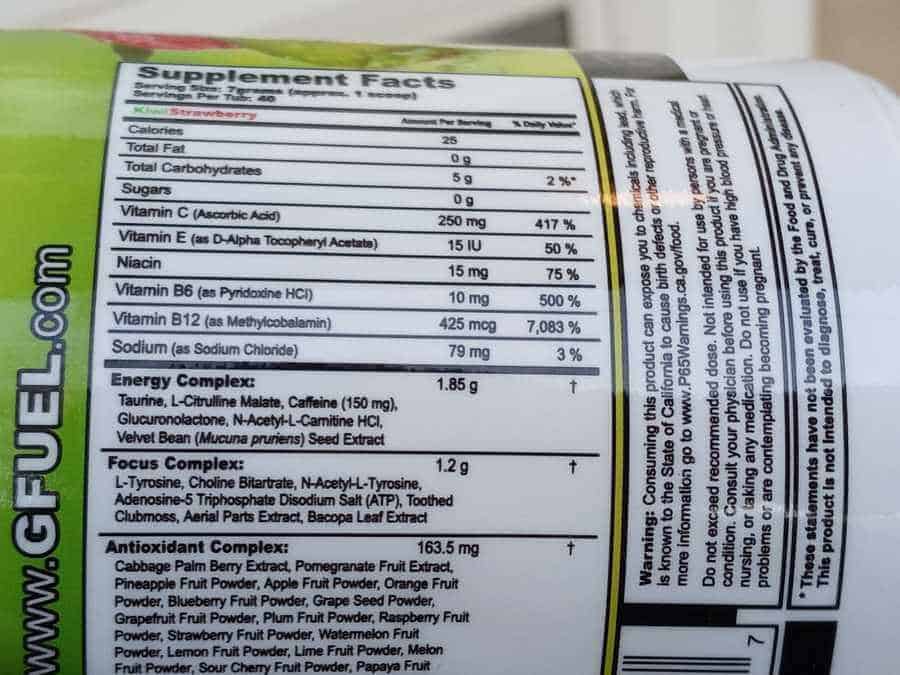 www.GFUEL.com
Supplement Facts
Serving Size: 7grams (approx. 1 scoop)
Servings Per Tub: 40
KiwiStrawberry Amount Per Serving % Daily Value*
Calories 25
Total Fat 0 g
Total Carbohydrates 5 g 2 %*
Sugars 0 g
Vitamin C (Ascorbic Acid) 250 mg 417 %
Vitamin E (as D-Alpha Tocopheryl Acetate) 15 IU 50 %
Niacin 15 mg 75 %
Vitamin B6 (as Pyridoxine HCl) 10 mg 500 %
Vitamin B12 (as Methylcobalamin) 425 mcg 7,083 %
Sodium (as Sodium Chloride) 79 mg 3 %
Energy Complex: 1.85 g †
Taurine, L-Citrulline Malate, Caffeine (150 mg),
Glucuronolactone, N-Acetyl-L-Carnitine HCl,
Velvet Bean (Mucuna pruriens) Seed Extract
Focus Complex: 1.2 g †
L-Tyrosine, Choline Bitartrate, N-Acetyl-L-Tyrosine,
Adenosine-5 Triphosphate Disodium Salt (ATP), Toothed
Clubmoss, Aerial Parts Extract, Bacopa Leaf Extract
Antioxidant Complex: 163.5 mg †
Cabbage Palm Berry Extract, Pomegranate Fruit Extract,
Pineapple Fruit Powder, Apple Fruit Powder, Orange Fruit
Powder, Blueberry Fruit Powder, Grape Seed Powder,
Grapefruit Fruit Powder, Plum Fruit Powder, Raspberry Fruit
Powder, Strawberry Fruit Powder, Watermelon Fruit
Powder, Lemon Fruit Powder, Lime Fruit Powder, Melon
Fruit Powder, Sour Cherry Fruit Powder, Papaya Fruit
Warning: Consuming this product can expose you to chemicals including lead, which
is known to the State of California to cause birth defects or other reproductive harm. For
more information go to www.P65Warnings.ca.gov/food.
Do not exceed recommended dose. Not intended for use by persons with a medical
condition. Consult your physician before using this product if you are pregnant or
nursing, or taking any medication. Do not use if you have high blood pressure or heart
problems or are contemplating becoming pregnant.
* These statements have not been evaluated by the Food and Drug Administration.
This product is not intended to diagnose, treat, cure, or prevent any disease.
7